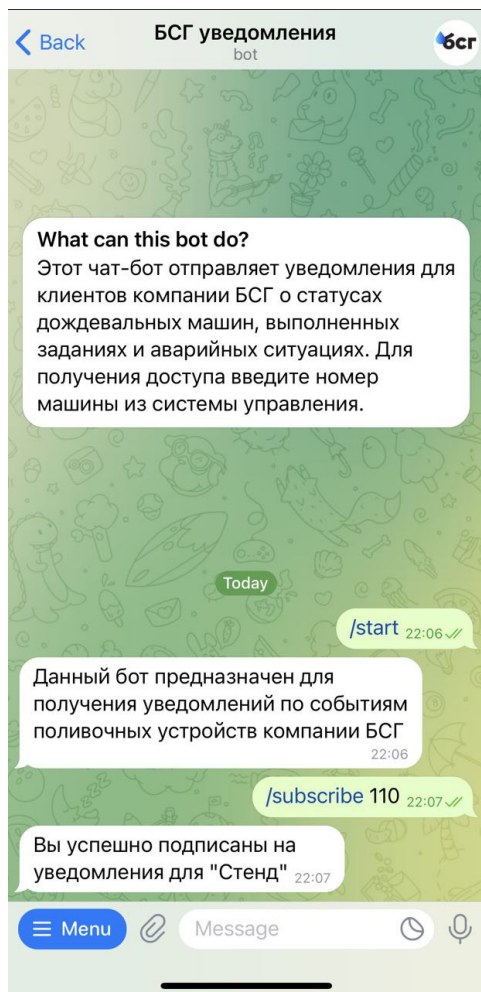 Back
БСГ уведомления
bot
бсг
What can this bot do?
Этот чат-бот отправляет уведомления для
клиентов компании БСГ о статусах
дождевальных машин, выполненных
заданиях и аварийных ситуациях. Для
получения доступа введите номер
машины из системы управления.
Today
/start 22:06
Данный бот предназначен для
получения уведомлений по событиям
поливочных устройств компании БСГ
22:06
/subscribe 110 22:07
Вы успешно подписаны на
уведомления для "Стенд" 22:07
Menu
Message